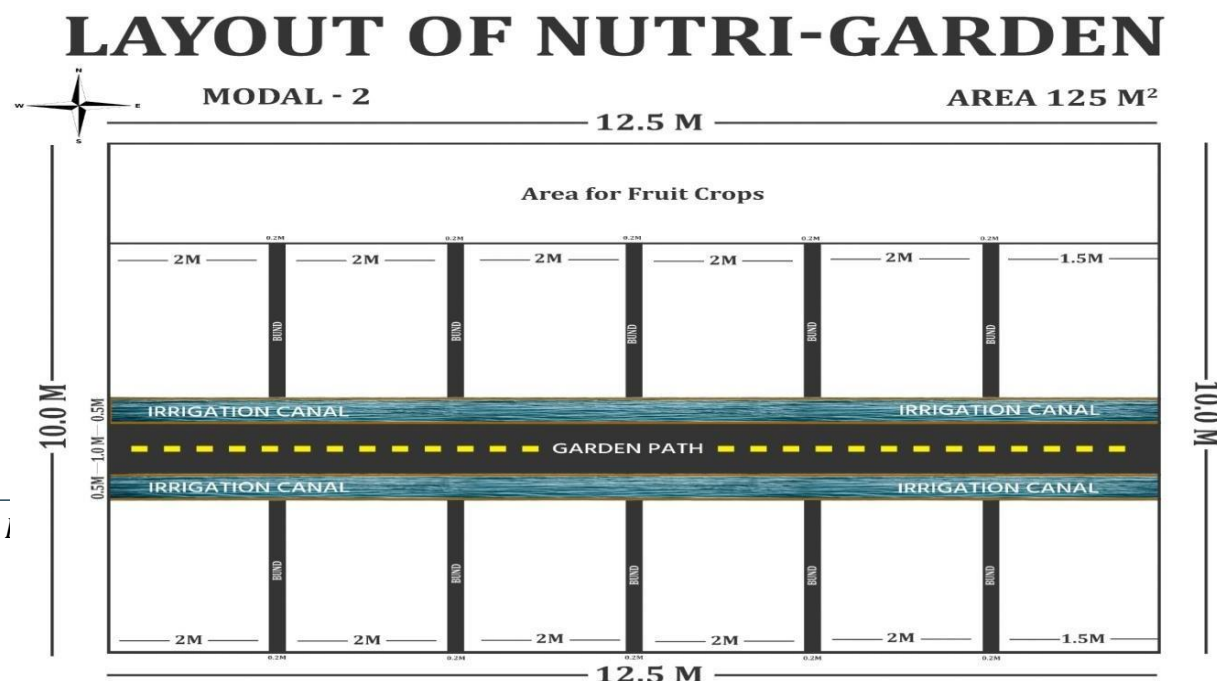 LAYOUT OF NUTRI-GARDEN
N
W E
S
MODAL - 2
AREA 125 M²
12.5 M
Area for Fruit Crops
0.2M 0.2M 0.2M 0.2M 0.2M
2M 2M 2M 2M 2M 1.5M
BUND BUND BUND BUND BUND
10.0 M
10.0 M
0.5M
1.0 M
0.5M
IRRIGATION CANAL IRRIGATION CANAL
GARDEN PATH
IRRIGATION CANAL IRRIGATION CANAL
BUND BUND BUND BUND BUND
2M 2M 2M 2M 2M 1.5M
0.2M 0.2M 0.2M 0.2M 0.2M
12.5 M